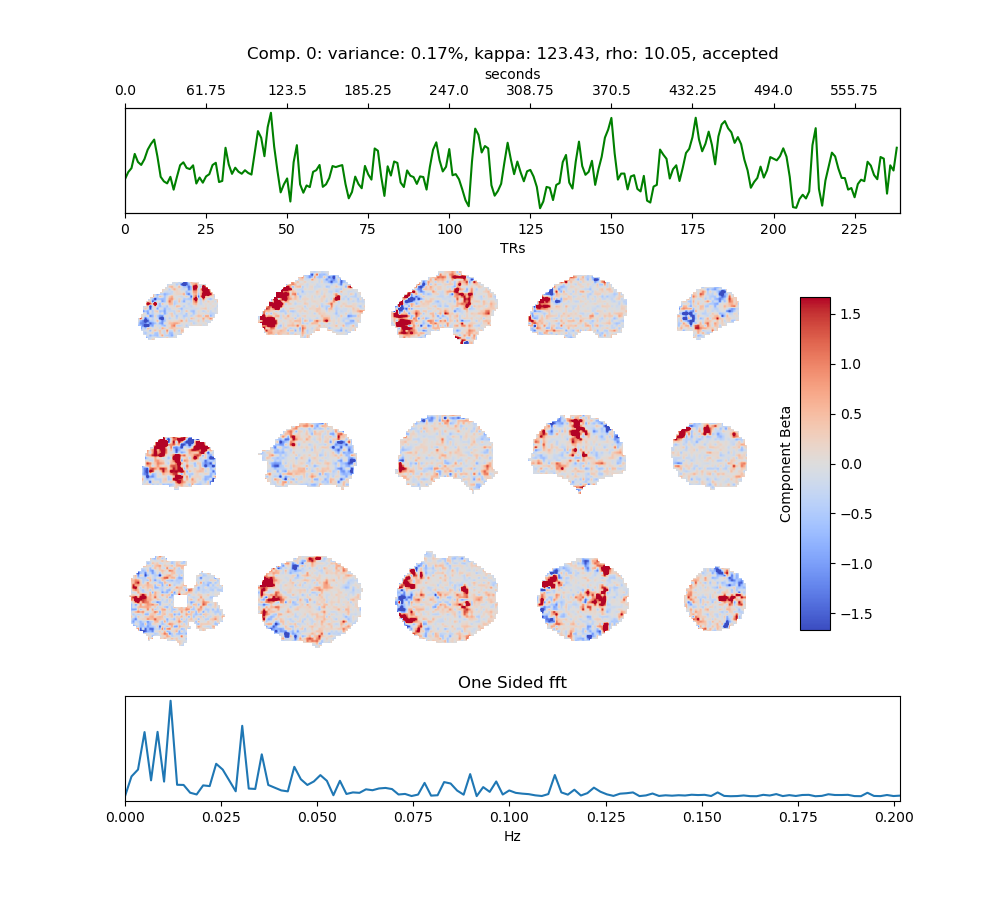 Comp. 0: variance: 0.17%, kappa: 123.43, rho: 10.05, accepted
seconds
0.0 61.75 123.5 185.25 247.0 308.75 370.5 432.25 494.0 555.75
0 25 50 75 100 125 150 175 200 225
TRs
1.5
1.0
0.5
0.0
−0.5
−1.0
−1.5
Component Beta
One Sided fft
0.000 0.025 0.050 0.075 0.100 0.125 0.150 0.175 0.200
Hz